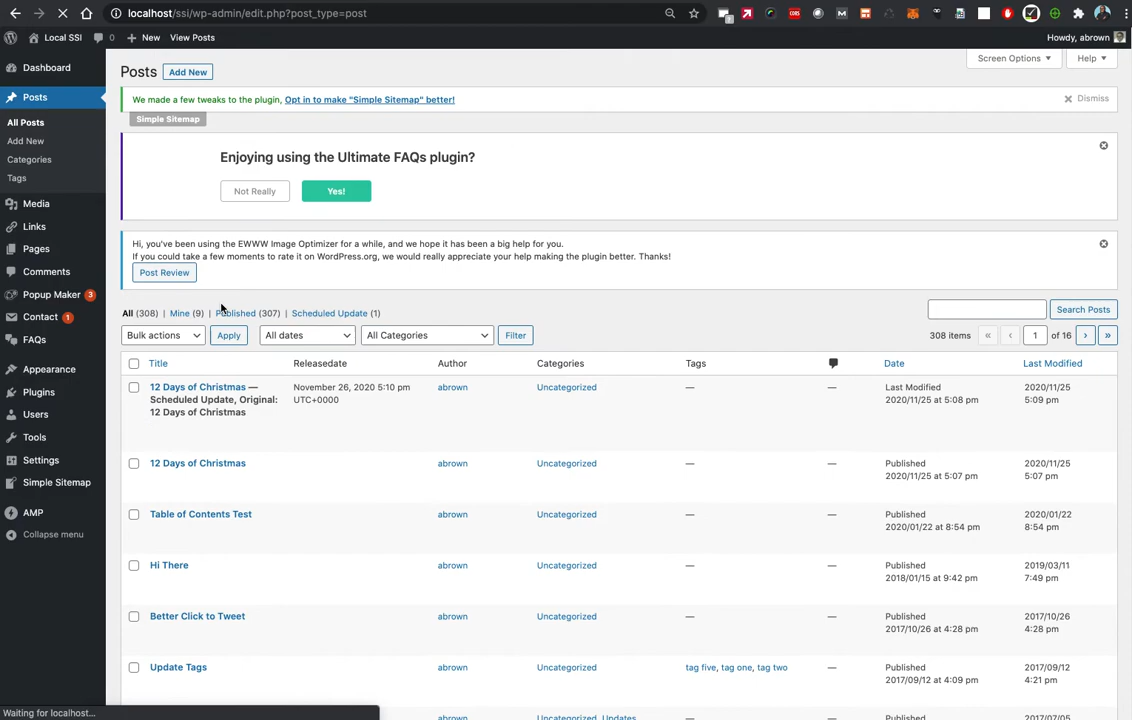 localhost/ssi/wp-admin/edit.php?post_type=post
Local SSI 0 New View Posts Howdy, abrown
Dashboard
Posts
All Posts
Add New
Categories
Tags
Media
Links
Pages
Comments
Popup Maker 3
Contact 1
FAQs
Appearance
Plugins
Users
Tools
Settings
Simple Sitemap
AMP
Collapse menu
Screen Options Help
Posts Add New
We made a few tweaks to the plugin, Opt in to make "Simple Sitemap" better! Dismiss
Simple Sitemap
Enjoying using the Ultimate FAQs plugin?
Not Really Yes!
Hi, you've been using the EWWW Image Optimizer for a while, and we hope it has been a big help for you.
If you could take a few moments to rate it on WordPress.org, we would really appreciate your help making the plugin better. Thanks!
Post Review
All (308) | Mine (9) | Published (307) | Scheduled Update (1) Search Posts
Bulk actions Apply All dates All Categories Filter 308 items « ‹ 1 of 16 › »
Title Releasedate Author Categories Tags Date Last Modified
12 Days of Christmas — November 26, 2020 5:10 pm abrown Uncategorized — — Last Modified 2020/11/25
Scheduled Update, Original: UTC+0000 2020/11/25 at 5:08 pm 5:09 pm
12 Days of Christmas
12 Days of Christmas abrown Uncategorized — — Published 2020/11/25
2020/11/25 at 5:07 pm 5:07 pm
Table of Contents Test abrown Uncategorized — — Published 2020/01/22
2020/01/22 at 8:54 pm 8:54 pm
Hi There abrown Uncategorized — — Published 2019/03/11
2018/01/15 at 9:42 pm 7:49 pm
Better Click to Tweet abrown Uncategorized — — Published 2017/10/26
2017/10/26 at 4:28 pm 4:28 pm
Update Tags abrown Uncategorized tag five, tag one, tag two — Published 2017/09/12
2017/09/12 at 4:09 pm 4:21 pm
abrown Uncategorized, Updates — — Published 2017/07/05
Waiting for localhost...